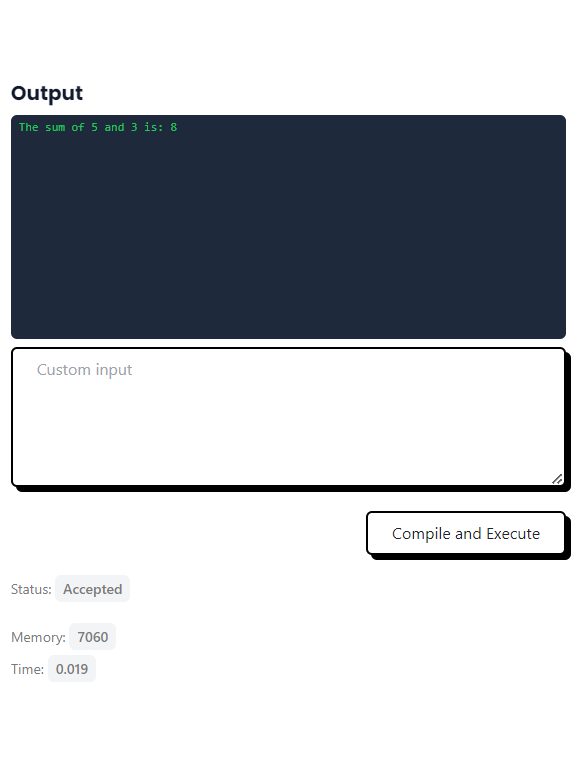 Output
The sum of 5 and 3 is: 8
Custom input
Compile and Execute
Status: Accepted
Memory: 7060
Time: 0.019